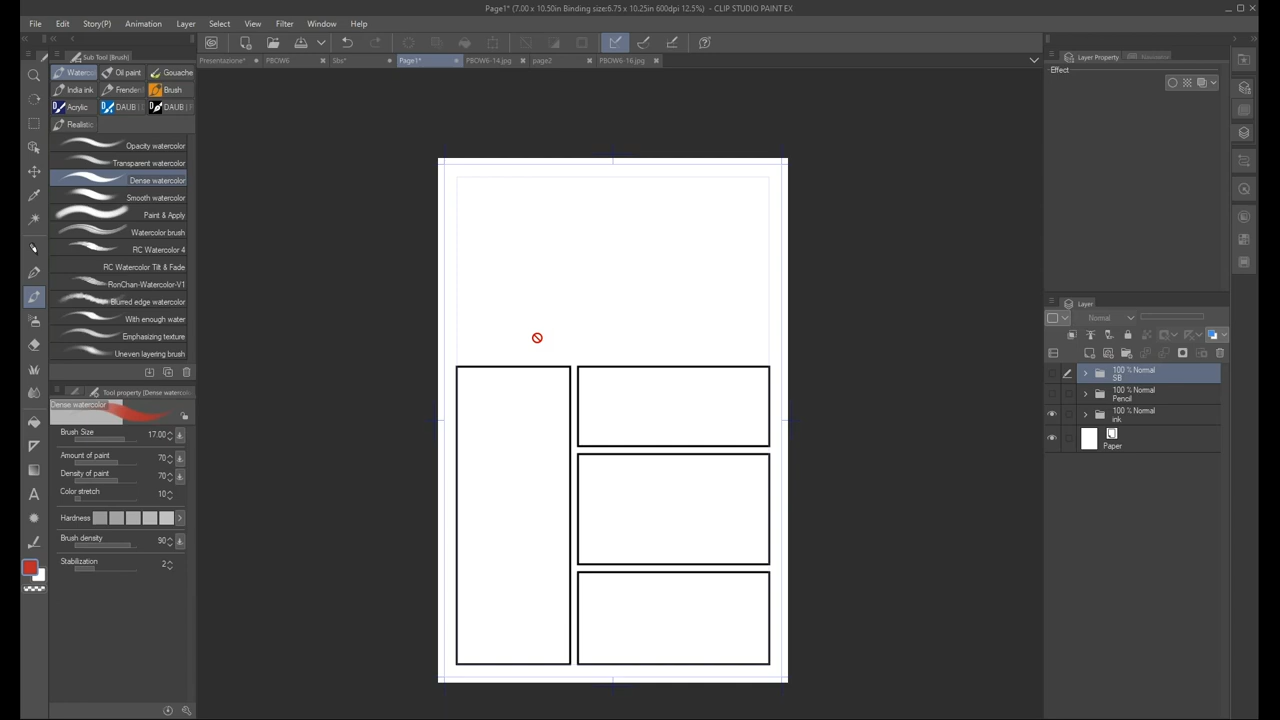 Page1* (7.00 x 10.50in Binding size:6.75 x 10.25in 600dpi 12.5%) - CLIP STUDIO PAINT EX
File Edit Story(P) Animation Layer Select View Filter Window Help
Sub Tool [Brush]
Presentazione* PBOW6 Sbs* Page1* PBOW6-14.jpg page2 PBOW6-16.jpg
Layer Property Navigator
Effect
Waterco Oil paint Gouache
India ink Frender Brush
Acrylic DAUB | DAUB |
Realistic
Opacity watercolor
Transparent watercolor
Dense watercolor
Smooth watercolor
Paint & Apply
Watercolor brush
RC Watercolor 4
RC Watercolor Tilt & Fade
RonChan-Watercolor-V1
Blurred edge watercolor
With enough water
Emphasizing texture
Uneven layering brush
Tool property [Dense watercolor]
Dense watercolor
Brush Size 17.00
Amount of paint 70
Density of paint 70
Color stretch 10
Hardness
Brush density 90
Stabilization 2
Layer
Normal
100 % Normal
SB
100 % Normal
Pencil
100 % Normal
ink
Paper